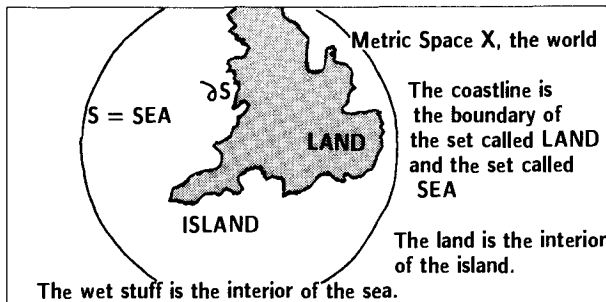 Metric Space X, the world
∂S
S = SEA
The coastline is
the boundary of
the set called LAND
and the set called
SEA
LAND
ISLAND
The land is the interior
of the island.
The wet stuff is the interior of the sea.